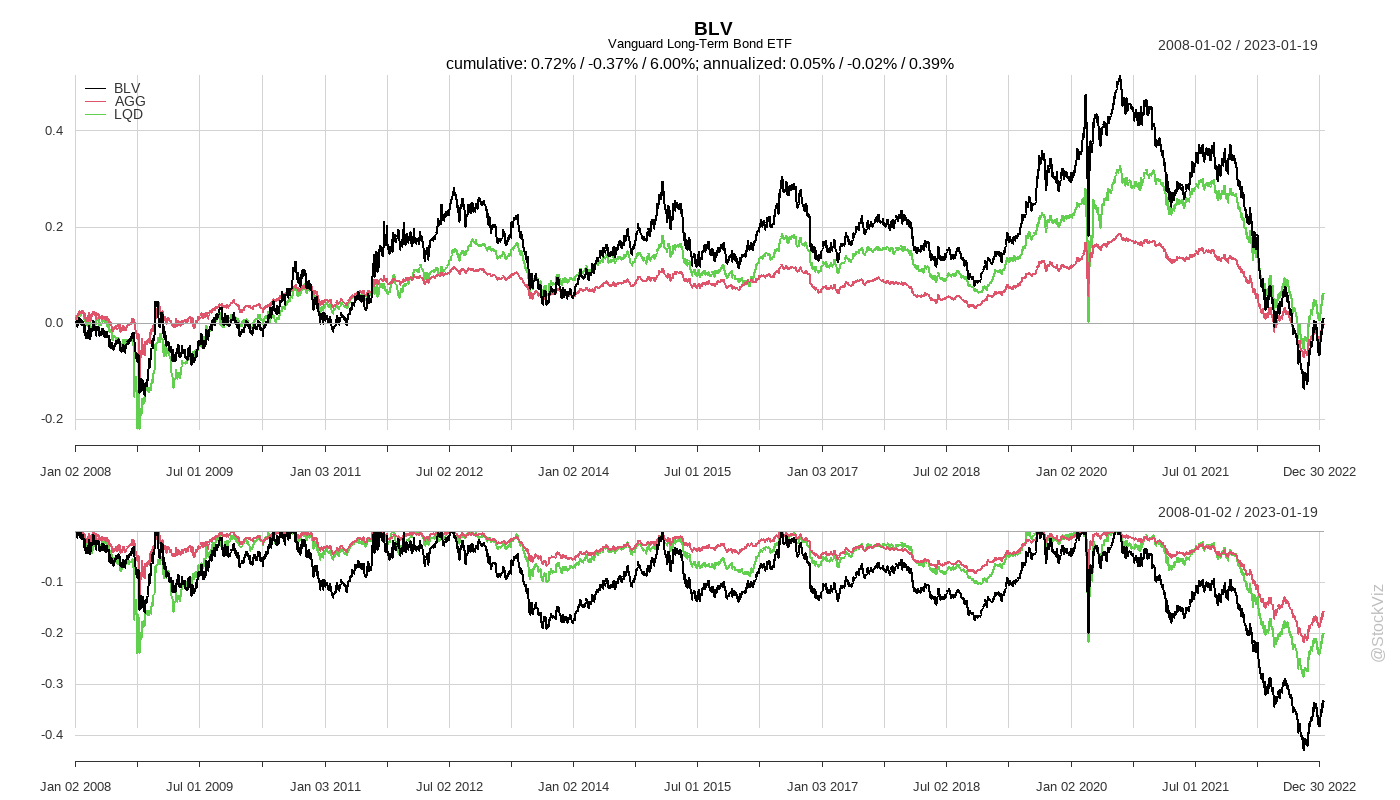 BLV
Vanguard Long-Term Bond ETF
2008-01-02 / 2023-01-19
cumulative: 0.72% / -0.37% / 6.00%; annualized: 0.05% / -0.02% / 0.39%
BLV
AGG
LQD
0.4
0.2
0.0
-0.2
Jan 02 2008 Jul 01 2009 Jan 03 2011 Jul 02 2012 Jan 02 2014 Jul 01 2015 Jan 03 2017 Jul 02 2018 Jan 02 2020 Jul 01 2021 Dec 30 2022
2008-01-02 / 2023-01-19
-0.1
-0.2
-0.3
-0.4
Jan 02 2008 Jul 01 2009 Jan 03 2011 Jul 02 2012 Jan 02 2014 Jul 01 2015 Jan 03 2017 Jul 02 2018 Jan 02 2020 Jul 01 2021 Dec 30 2022
@StockViz